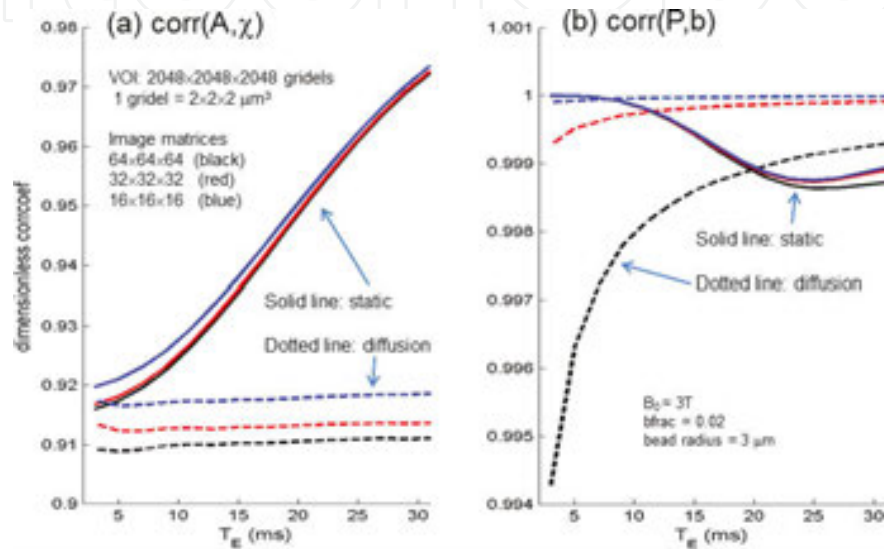 (a) corr(A,χ)
VOI: 2048×2048×2048 gridels
1 gridel = 2×2×2 μm³
Image matrices
64×64×64 (black)
32×32×32 (red)
16×16×16 (blue)
Solid line: static
Dotted line: diffusion
dimensionless corrcoef
0.98
0.97
0.96
0.95
0.94
0.93
0.92
0.91
0.9
5 10 15 20 25 30
T_E (ms)
(b) corr(P,b)
Solid line: static
Dotted line: diffusion
B₀ = 3T
bfrac = 0.02
bead radius = 3 μm
1.001
1
0.999
0.998
0.997
0.996
0.995
0.994
5 10 15 20 25 30
T_E (ms)